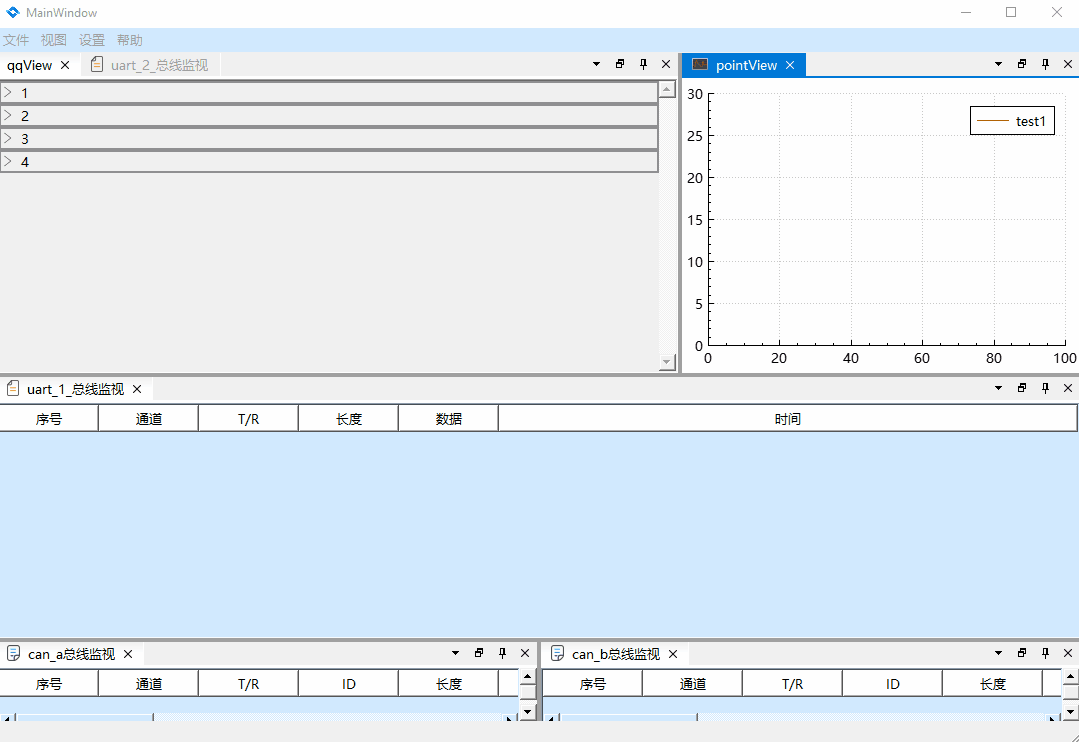 MainWindow
文件 视图 设置 帮助
qqView uart_2_总线监视
1
2
3
4
pointView
30
25
20
15
10
5
0
0 20 40 60 80 100
test1
uart_1_总线监视
序号 通道 T/R 长度 数据 时间
can_a总线监视
序号 通道 T/R ID 长度
can_b总线监视
序号 通道 T/R ID 长度